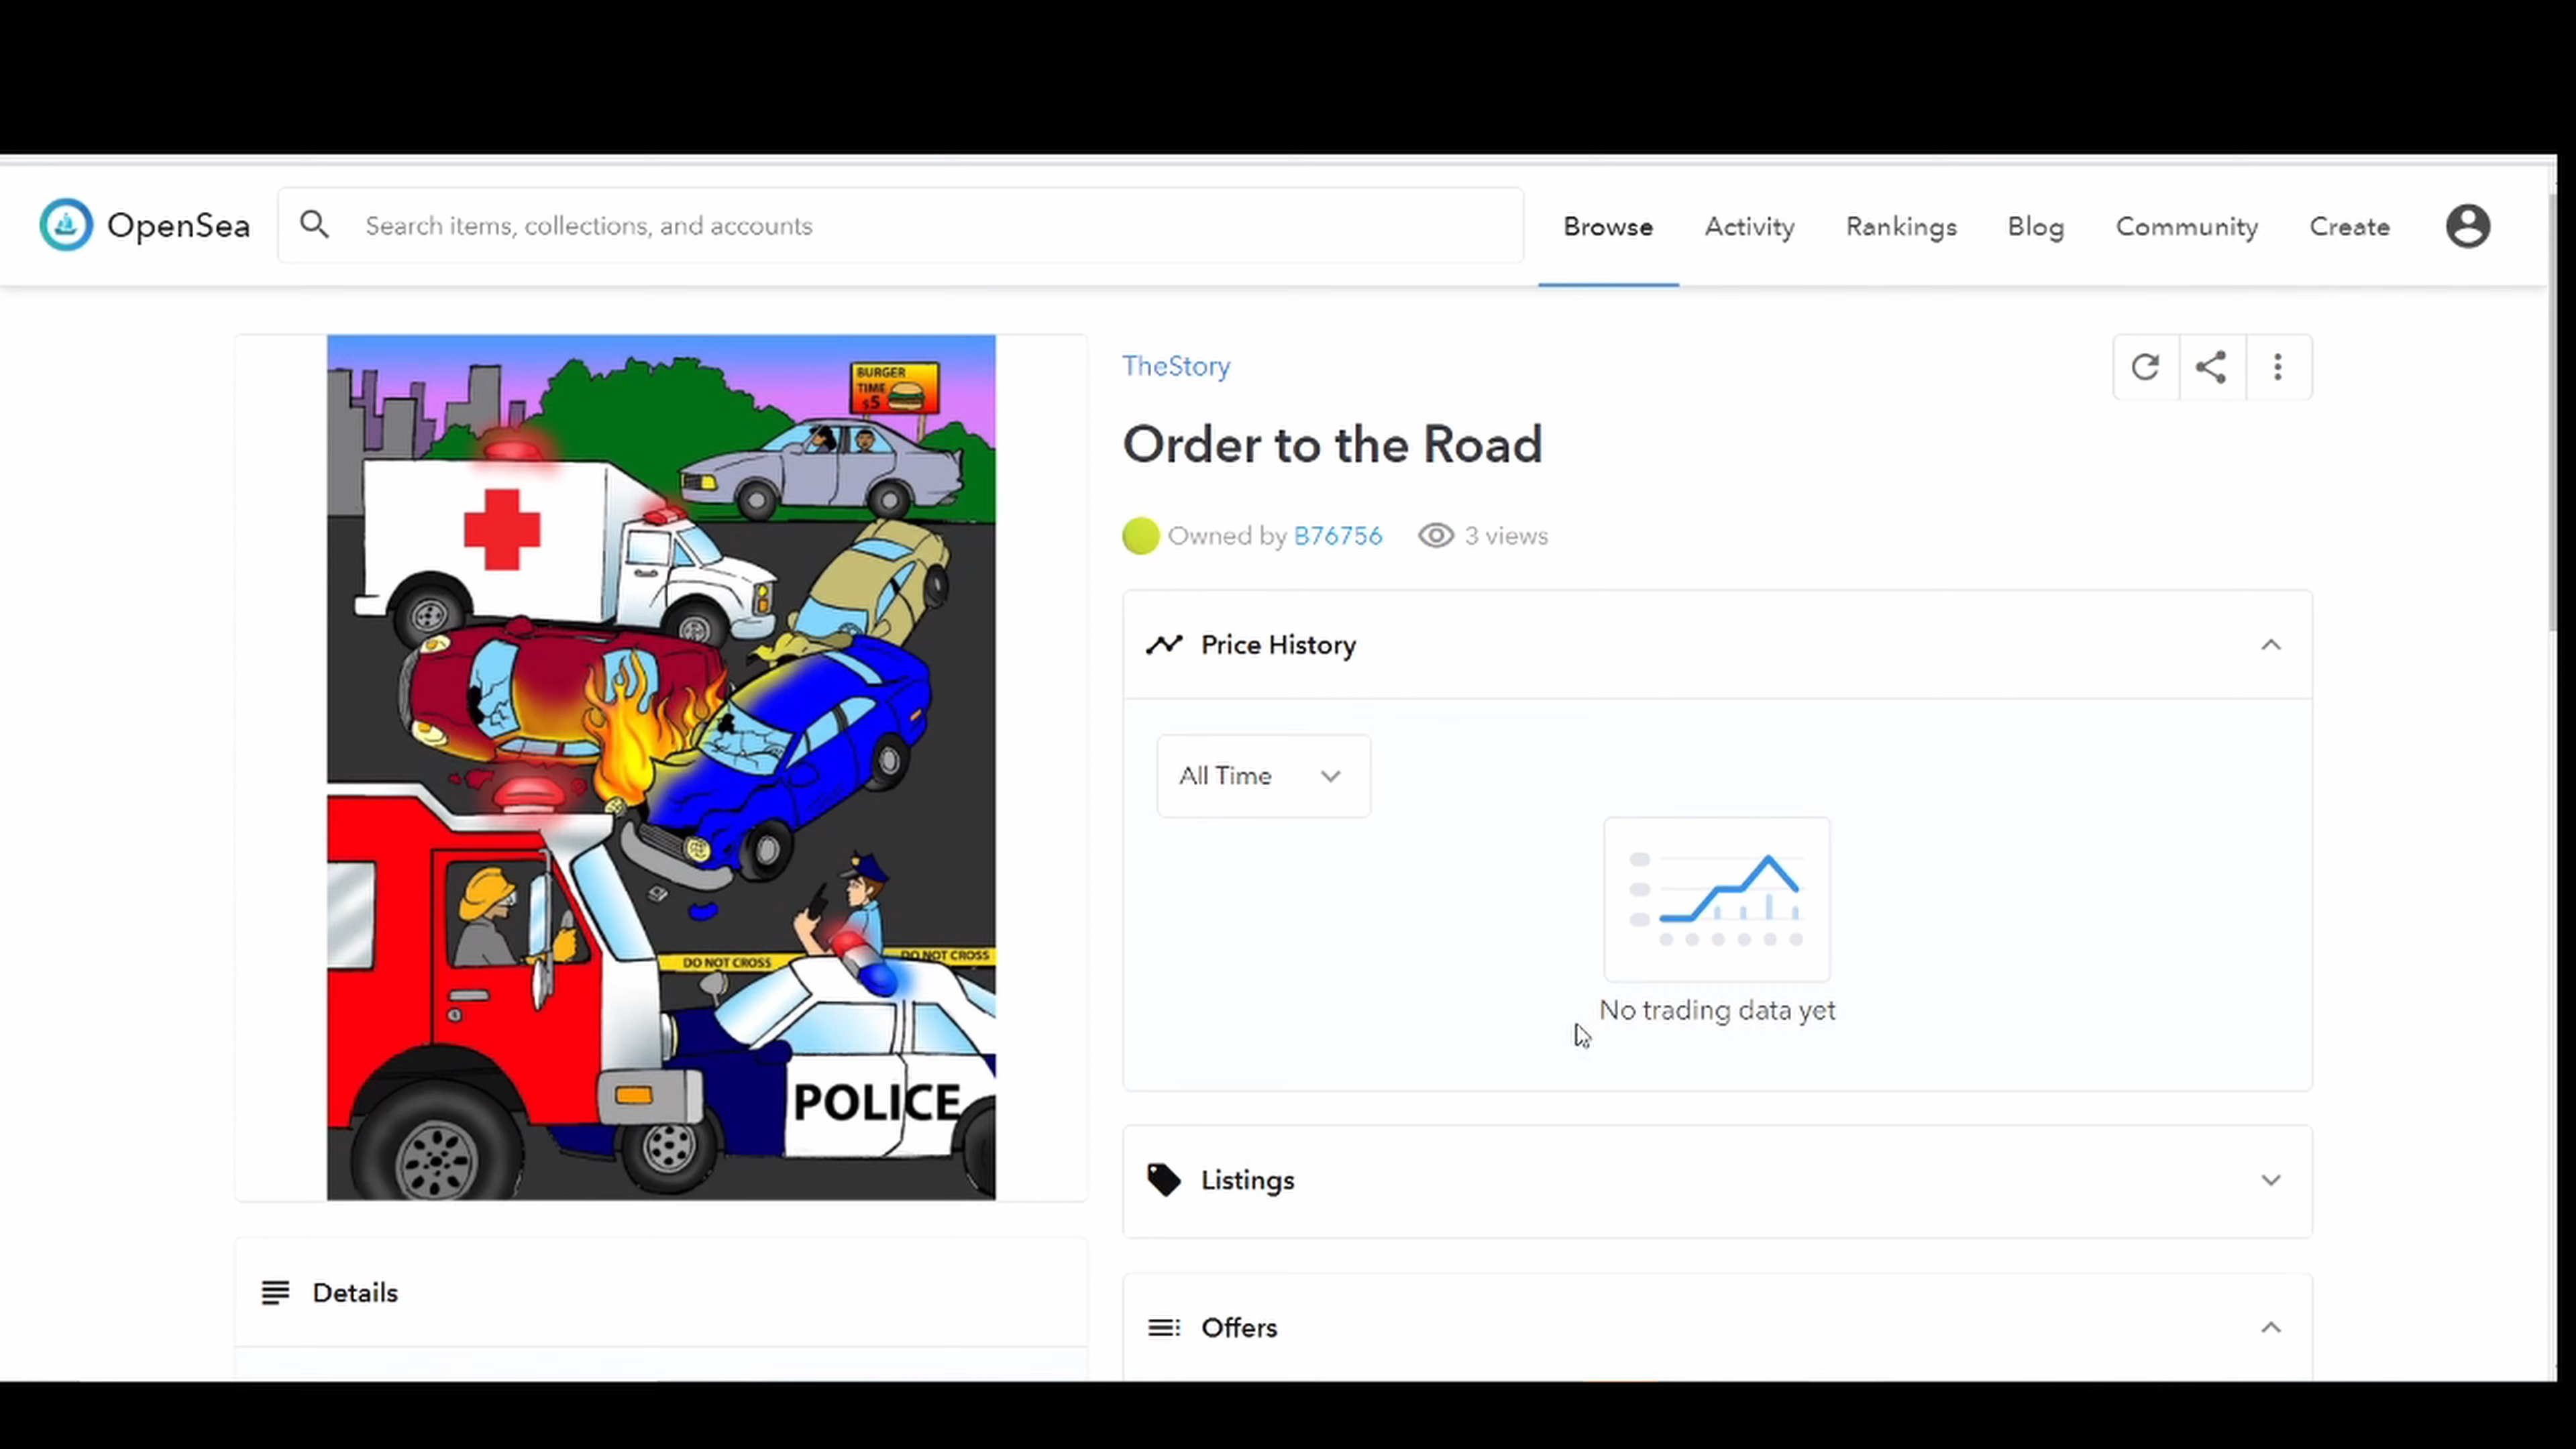 OpenSea
Search items, collections, and accounts
Browse
Activity
Rankings
Blog
Community
Create
BURGER
TIME
$5
DO NOT CROSS
DO NOT CROSS
POLICE
TheStory
Order to the Road
Owned by B76756
3 views
Price History
All Time
No trading data yet
Listings
Offers
Details